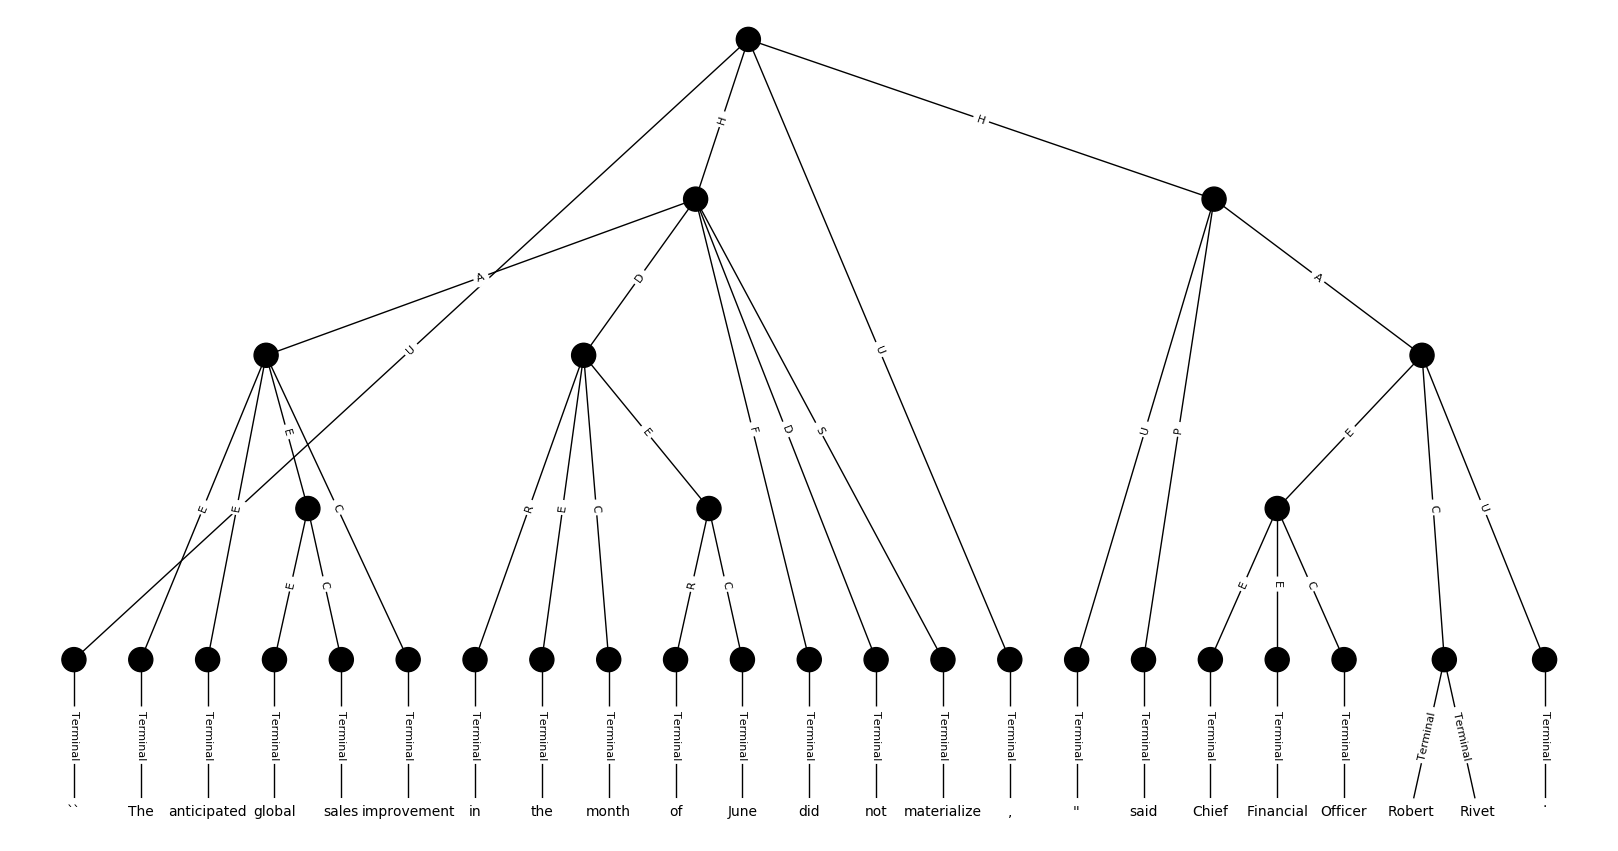 H H
A D A
U U
E F D S U P E
E E C R E C C U
E C R C E E C
Terminal Terminal Terminal Terminal Terminal Terminal Terminal Terminal Terminal Terminal Terminal Terminal Terminal Terminal Terminal Terminal Terminal Terminal Terminal Terminal Terminal Terminal Terminal
`` The anticipated global sales improvement in the month of June did not materialize , " said Chief Financial Officer Robert Rivet .